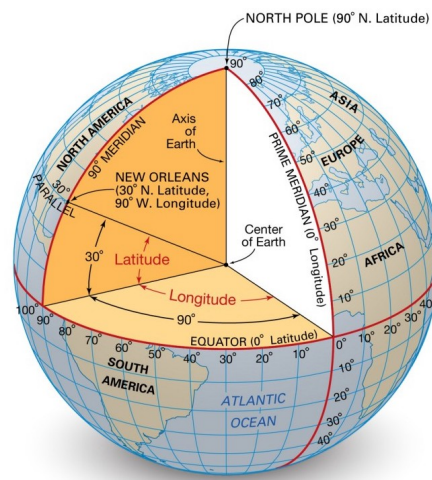 NORTH POLE (90° N. Latitude)
90°
80°
70°
60°
50°
40°
30°
20°
10°
ASIA
EUROPE
AFRICA
NORTH AMERICA
90° MERIDIAN
Axis
of
Earth
PRIME MERIDIAN (0° Longitude)
30°
PARALLEL
NEW ORLEANS
(30° N. Latitude,
90° W. Longitude)
Center
of Earth
30°
Latitude
Longitude
90°
100°
90°
80°
70°
60°
50°
40°
30°
20°
10°
0°
10°
20°
30°
40°
EQUATOR (0° Latitude)
SOUTH
AMERICA
ATLANTIC
OCEAN
10°
20°
30°
40°